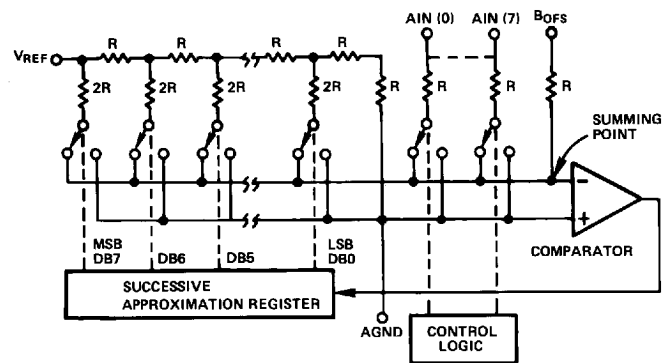 AIN (0) AIN (7) BOFS
VREF R R R R
2R 2R 2R 2R R R R R
SUMMING
POINT
−
+
COMPARATOR
MSB
DB7 DB6 DB5 LSB
DB0
SUCCESSIVE
APPROXIMATION REGISTER
AGND
CONTROL
LOGIC